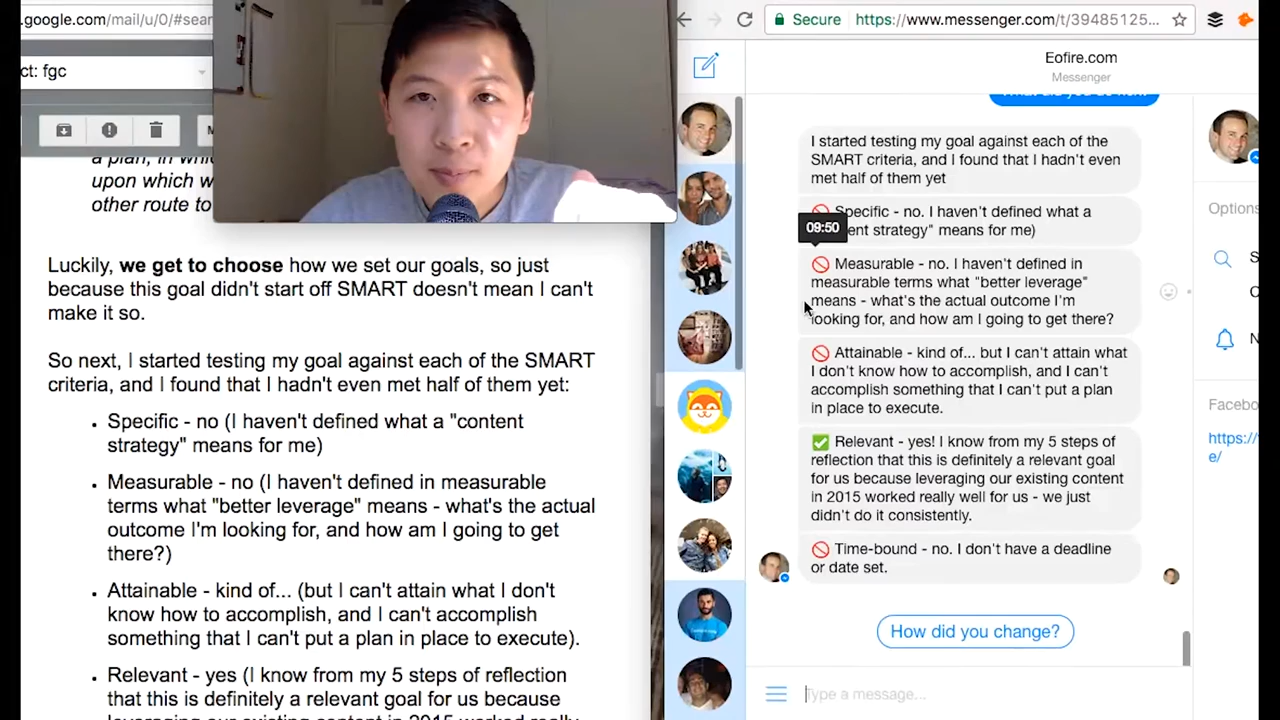 .google.com/mail/u/0/#sear
ct: fgc
upon which w
other route to
Luckily, we get to choose how we set our goals, so just
because this goal didn't start off SMART doesn't mean I can't
make it so.
So next, I started testing my goal against each of the SMART
criteria, and I found that I hadn't even met half of them yet:
• Specific - no (I haven't defined what a "content
strategy" means for me)
• Measurable - no (I haven't defined in measurable
terms what "better leverage" means - what's the actual
outcome I'm looking for, and how am I going to get
there?)
• Attainable - kind of... (but I can't attain what I don't
know how to accomplish, and I can't accomplish
something that I can't put a plan in place to execute).
• Relevant - yes (I know from my 5 steps of reflection
that this is definitely a relevant goal for us because
leveraging our existing content in 2015 worked really
Secure https://www.messenger.com/t/39485125...
Eofire.com
Messenger
I started testing my goal against each of the
SMART criteria, and I found that I hadn't even
met half of them yet
🚫 Specific - no. I haven't defined what a
ent strategy" means for me)
09:50
🚫 Measurable - no. I haven't defined in
measurable terms what "better leverage"
means - what's the actual outcome I'm
looking for, and how am I going to get there?
🚫 Attainable - kind of... but I can't attain what
I don't know how to accomplish, and I can't
accomplish something that I can't put a plan
in place to execute.
✅ Relevant - yes! I know from my 5 steps of
reflection that this is definitely a relevant goal
for us because leveraging our existing content
in 2015 worked really well for us - we just
didn't do it consistently.
🚫 Time-bound - no. I don't have a deadline
or date set.
How did you change?
Type a message...
Options
S
C
N
Facebo
https://
e/